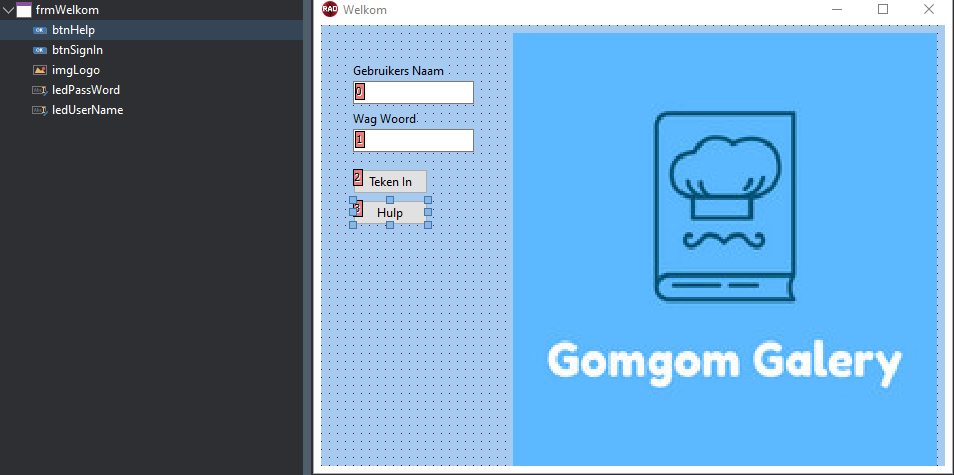 frmWelkom
btnHelp
btnSignIn
imgLogo
ledPassWord
ledUserName
RAD Welkom
Gebruikers Naam
0
Wag Woord
1
2 Teken In
3 Hulp
Gomgom Galery